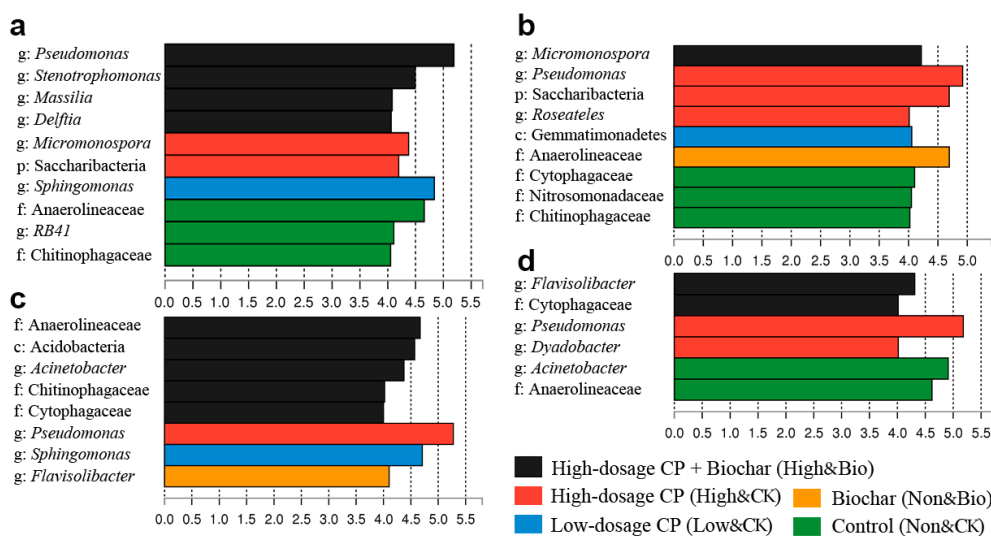 a
g: Pseudomonas
g: Stenotrophomonas
g: Massilia
g: Delftia
g: Micromonospora
p: Saccharibacteria
g: Sphingomonas
f: Anaerolineaceae
g: RB41
f: Chitinophagaceae
0.0 0.5 1.0 1.5 2.0 2.5 3.0 3.5 4.0 4.5 5.0 5.5
b
g: Micromonospora
g: Pseudomonas
p: Saccharibacteria
g: Roseateles
c: Gemmatimonadetes
f: Anaerolineaceae
f: Cytophagaceae
f: Nitrosomonadaceae
f: Chitinophagaceae
0.0 0.5 1.0 1.5 2.0 2.5 3.0 3.5 4.0 4.5 5.0
c
f: Anaerolineaceae
c: Acidobacteria
g: Acinetobacter
f: Chitinophagaceae
f: Cytophagaceae
g: Pseudomonas
g: Sphingomonas
g: Flavisolibacter
0.0 0.5 1.0 1.5 2.0 2.5 3.0 3.5 4.0 4.5 5.0 5.5
d
g: Flavisolibacter
f: Cytophagaceae
g: Pseudomonas
g: Dyadobacter
g: Acinetobacter
f: Anaerolineaceae
0.0 0.5 1.0 1.5 2.0 2.5 3.0 3.5 4.0 4.5 5.0 5.5
High-dosage CP + Biochar (High&Bio)
High-dosage CP (High&CK)
Biochar (Non&Bio)
Low-dosage CP (Low&CK)
Control (Non&CK)